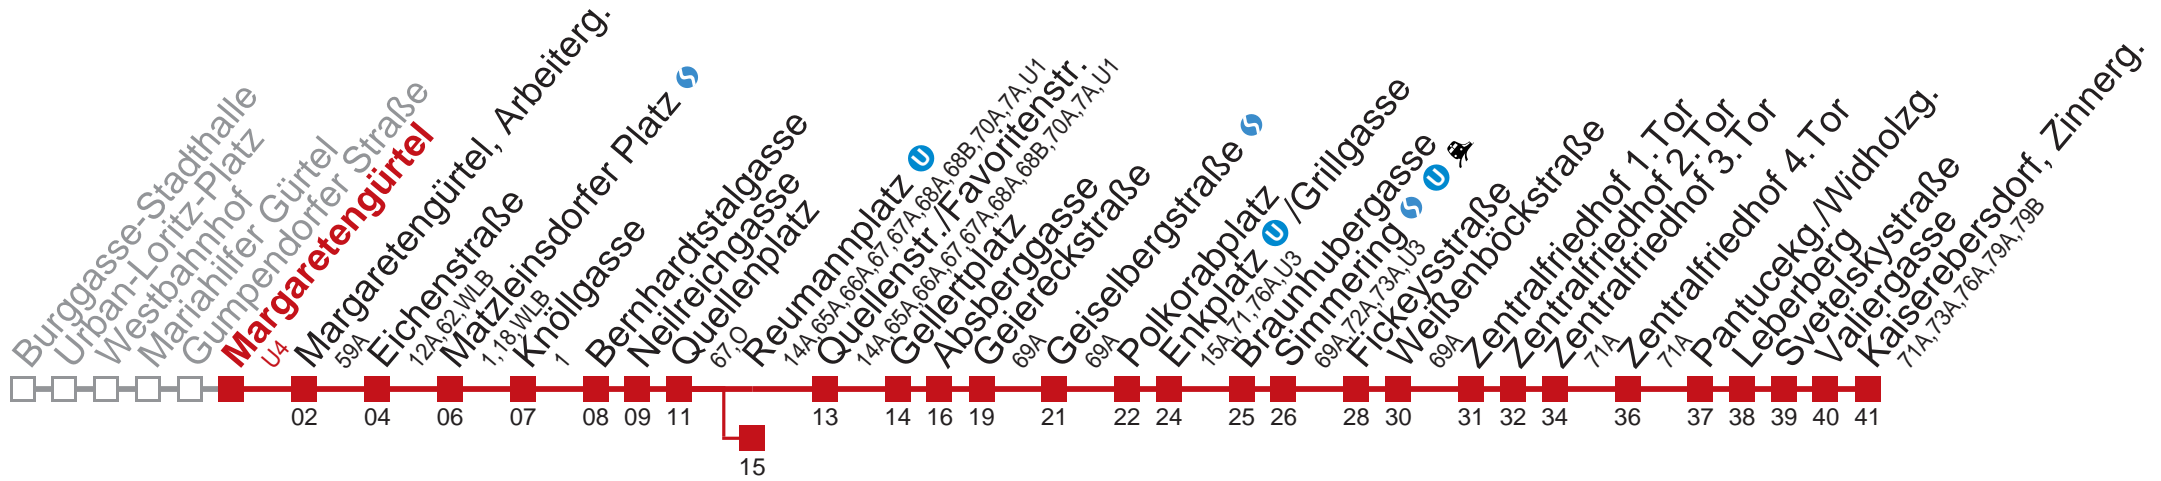 Burggasse-Stadthalle
Urban-Loritz-Platz
Westbahnhof
Mariahilfer Gürtel
Gumpendorfer Straße
Margaretengürtel
U4
Margaretengürtel, Arbeiterg.
59A
Eichenstraße
12A,62,WLB
Matzleinsdorfer Platz
1,18,WLB
Knöllgasse
1
Bernhardtstalgasse
Neilreichgasse
Quellenplatz
67,O
Reumannplatz U
14A,65A,66A,67,67A,68A,68B,70A,7A,U1
Quellenstr./Favoritenstr.
14A,65A,66A,67,67A,68A,68B,70A,7A,U1
Gellertplatz
Absberggasse
Geiereckstraße
69A
Geiselbergstraße
69A
Polkorabplatz
Enkplatz U /Grillgasse
15A,71,76A,U3
Braunhubergasse
Simmering U
69A,72A,73A,U3
Fickeysstraße
Weißenböckstraße
69A
Zentralfriedhof 1.Tor
Zentralfriedhof 2.Tor
Zentralfriedhof 3.Tor
71A
Zentralfriedhof 4.Tor
71A
Pantucekg./Widholzg.
Leberberg
Svetelskystraße
Valiergasse
Kaiserebersdorf, Zinnerg.
71A,73A,76A,79A,79B
02 04 06 07 08 09 11 13 14 16 19 21 22 24 25 26 28 30 31 32 34 36 37 38 39 40 41
15